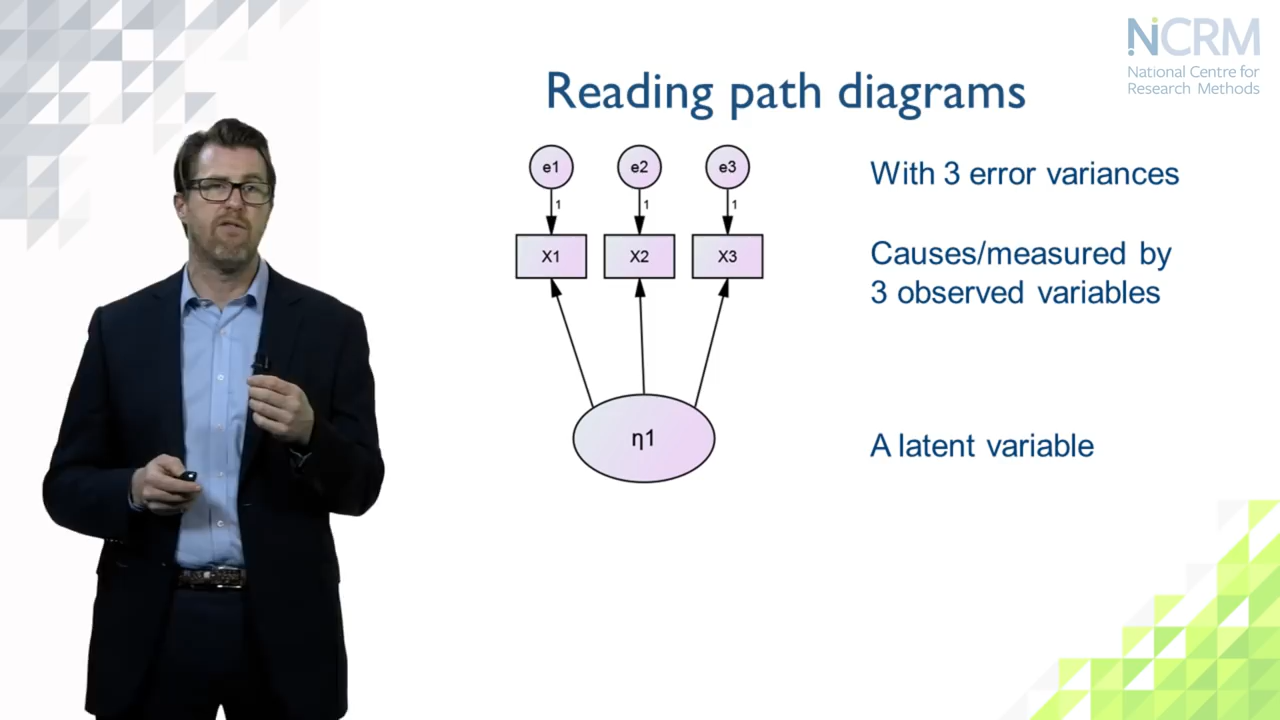 NCRM
National Centre for
Research Methods
Reading path diagrams
e1 e2 e3
1 1 1
X1 X2 X3
η1
With 3 error variances
Causes/measured by
3 observed variables
A latent variable